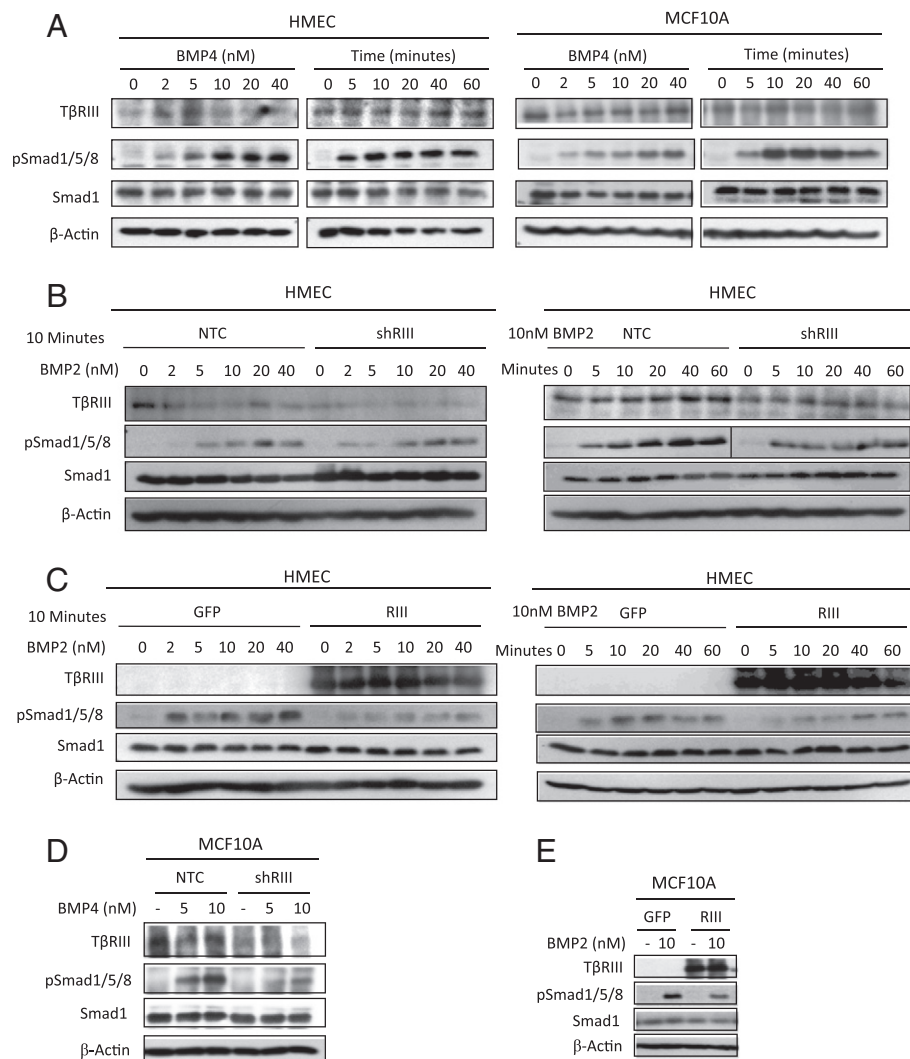 A
HMEC
MCF10A
BMP4 (nM)
Time (minutes)
BMP4 (nM)
Time (minutes)
0 2 5 10 20 40
0 5 10 20 40 60
0 2 5 10 20 40
0 5 10 20 40 60
TβRIII
pSmad1/5/8
Smad1
β-Actin
B
HMEC
HMEC
10 Minutes
NTC
shRIII
10nM BMP2
NTC
shRIII
BMP2 (nM)
0 2 5 10 20 40 0 2 5 10 20 40
Minutes
0 5 10 20 40 60 0 5 10 20 40 60
TβRIII
pSmad1/5/8
Smad1
β-Actin
C
HMEC
HMEC
10 Minutes
GFP
RIII
10nM BMP2
GFP
RIII
BMP2 (nM)
0 2 5 10 20 40 0 2 5 10 20 40
Minutes
0 5 10 20 40 60 0 5 10 20 40 60
TβRIII
pSmad1/5/8
Smad1
β-Actin
D
MCF10A
NTC
shRIII
BMP4 (nM)
- 5 10 - 5 10
TβRIII
pSmad1/5/8
Smad1
β-Actin
E
MCF10A
GFP
RIII
BMP2 (nM)
- 10 - 10
TβRIII
pSmad1/5/8
Smad1
β-Actin